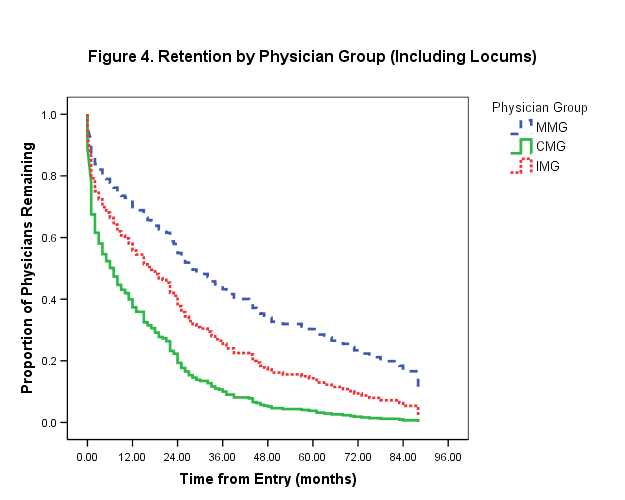 Figure 4. Retention by Physician Group (Including Locums)
Physician Group
MMG
CMG
IMG
Proportion of Physicians Remaining
1.0
0.8
0.6
0.4
0.2
0.0
0.00 12.00 24.00 36.00 48.00 60.00 72.00 84.00 96.00
Time from Entry (months)